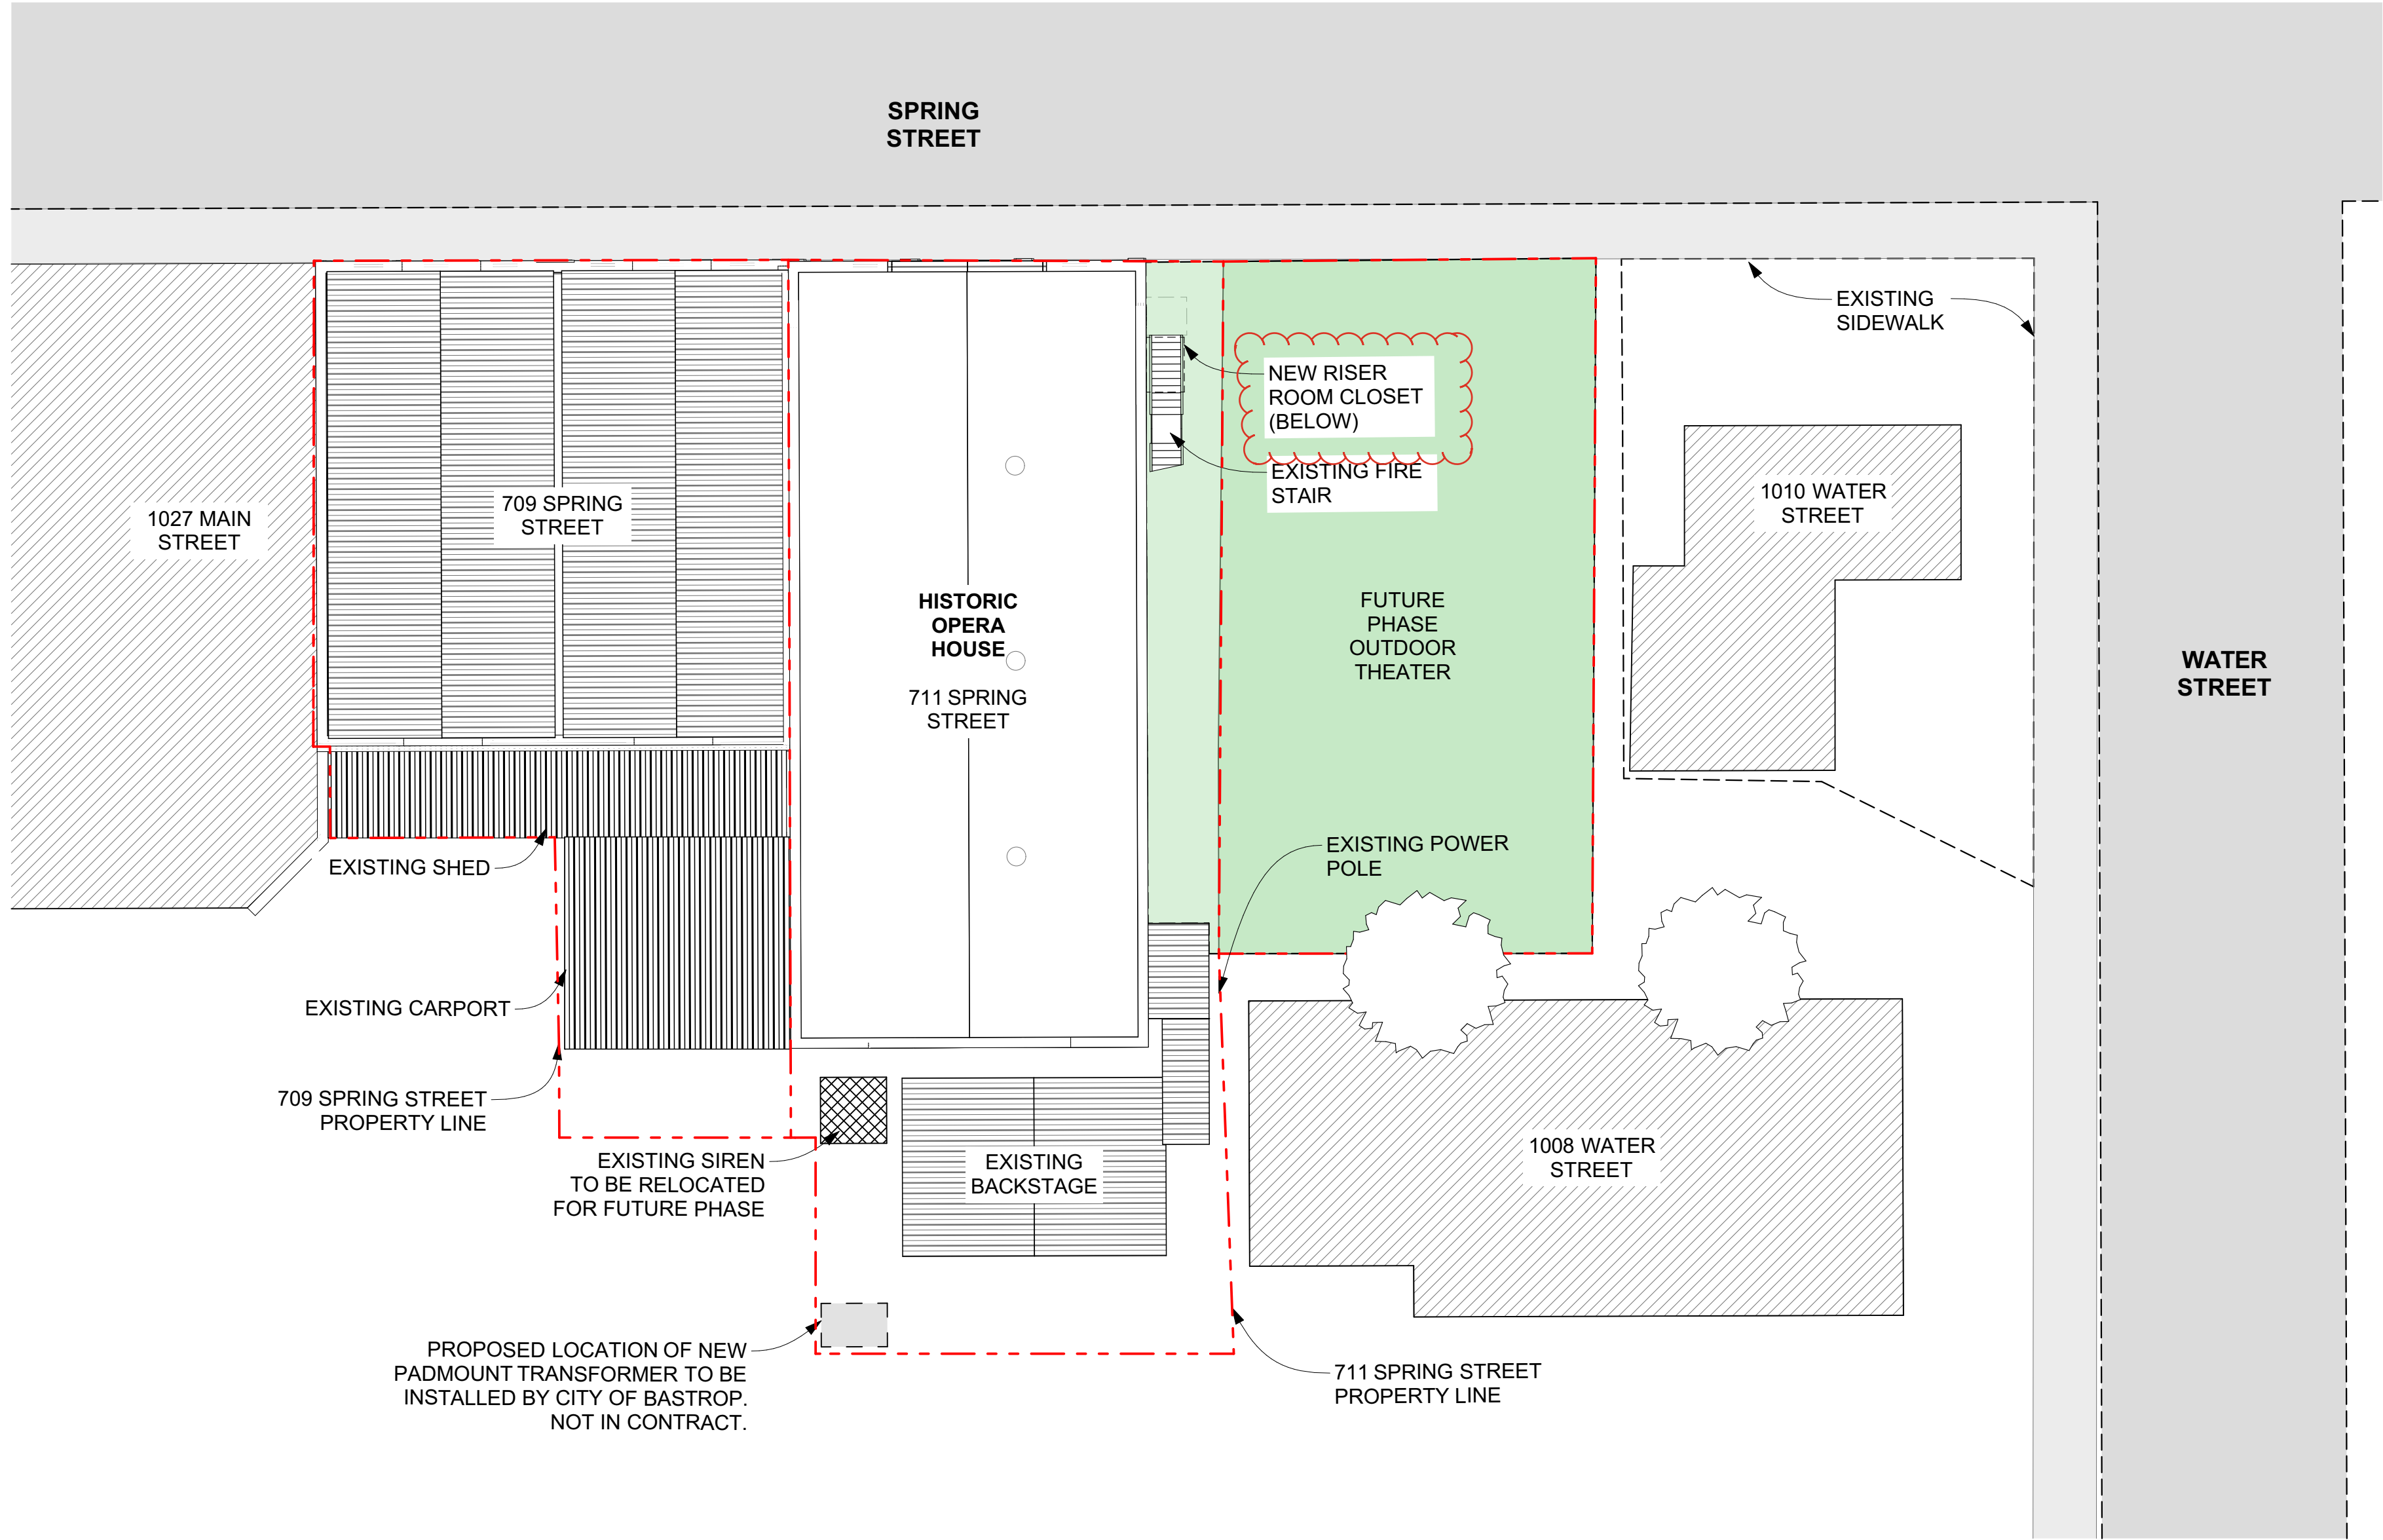 SPRING
STREET
EXISTING
SIDEWALK
NEW RISER
ROOM CLOSET
(BELOW)
EXISTING FIRE
STAIR
1027 MAIN
STREET
709 SPRING
STREET
1010 WATER
STREET
HISTORIC
OPERA
HOUSE
711 SPRING
STREET
FUTURE
PHASE
OUTDOOR
THEATER
WATER
STREET
EXISTING SHED
EXISTING POWER
POLE
EXISTING CARPORT
709 SPRING STREET
PROPERTY LINE
EXISTING SIREN
TO BE RELOCATED
FOR FUTURE PHASE
EXISTING
BACKSTAGE
1008 WATER
STREET
PROPOSED LOCATION OF NEW
PADMOUNT TRANSFORMER TO BE
INSTALLED BY CITY OF BASTROP.
NOT IN CONTRACT.
711 SPRING STREET
PROPERTY LINE